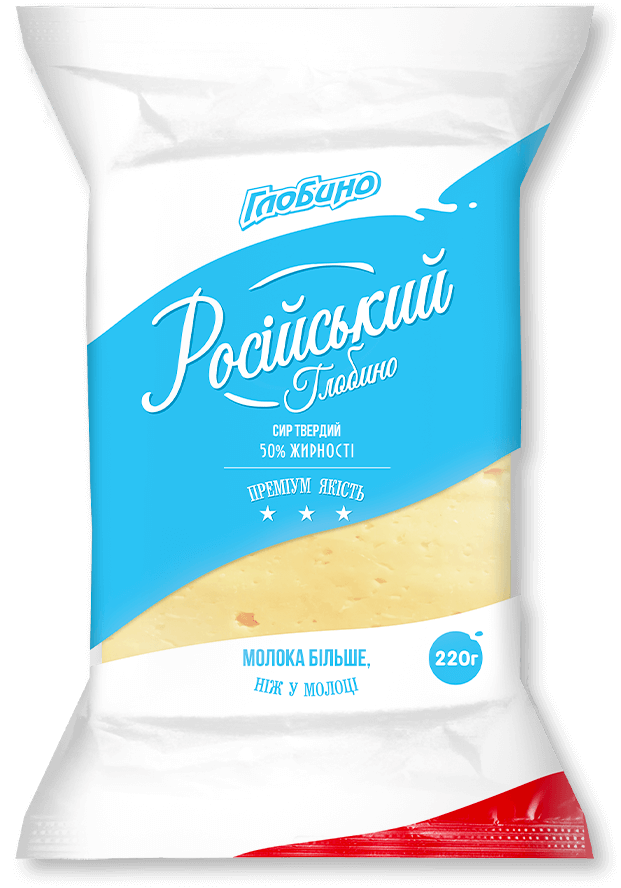 Глобино
Російський
Глобино
СИР ТВЕРДИЙ
50% ЖИРНОСТІ
ПРЕМІУМ ЯКІСТЬ
МОЛОКА БІЛЬШЕ,
220г
НІЖ У МОЛОЦІ